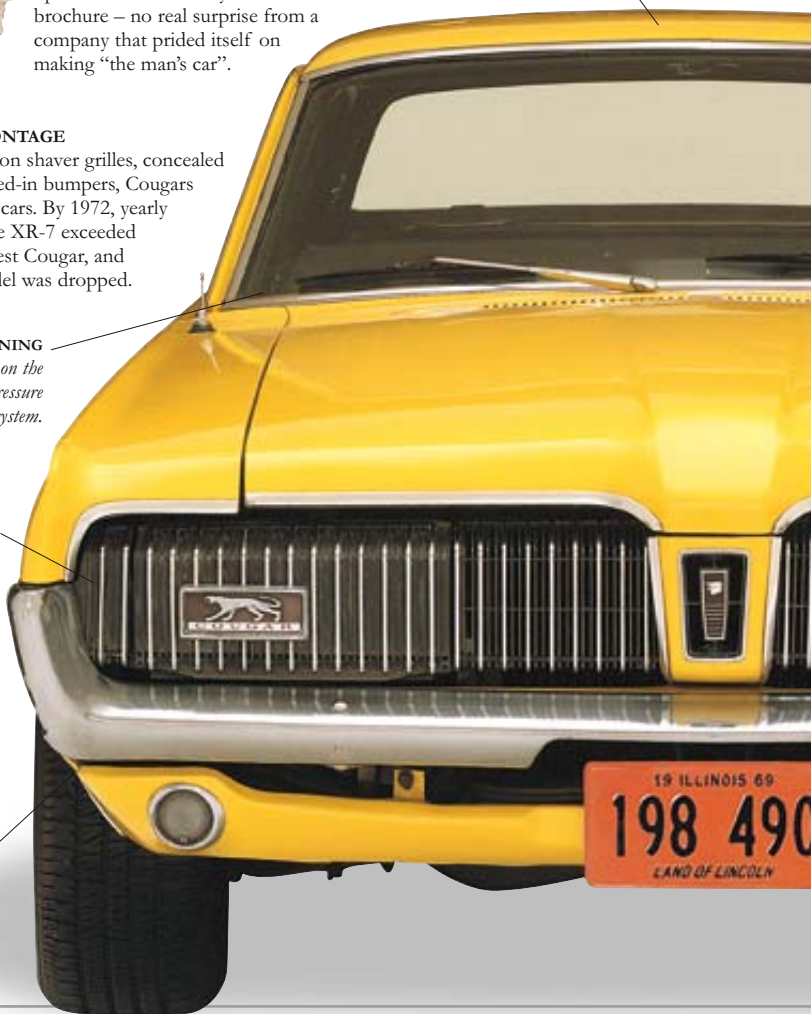 brochure – no real surprise from a
company that prided itself on
making “the man’s car”.
ONTAGE
on shaver grilles, concealed
ed-in bumpers, Cougars
cars. By 1972, yearly
e XR-7 exceeded
est Cougar, and
del was dropped.
NING
on the
ressure
ystem.
COUGAR
19 ILLINOIS 69
198 490
LAND OF LINCOLN